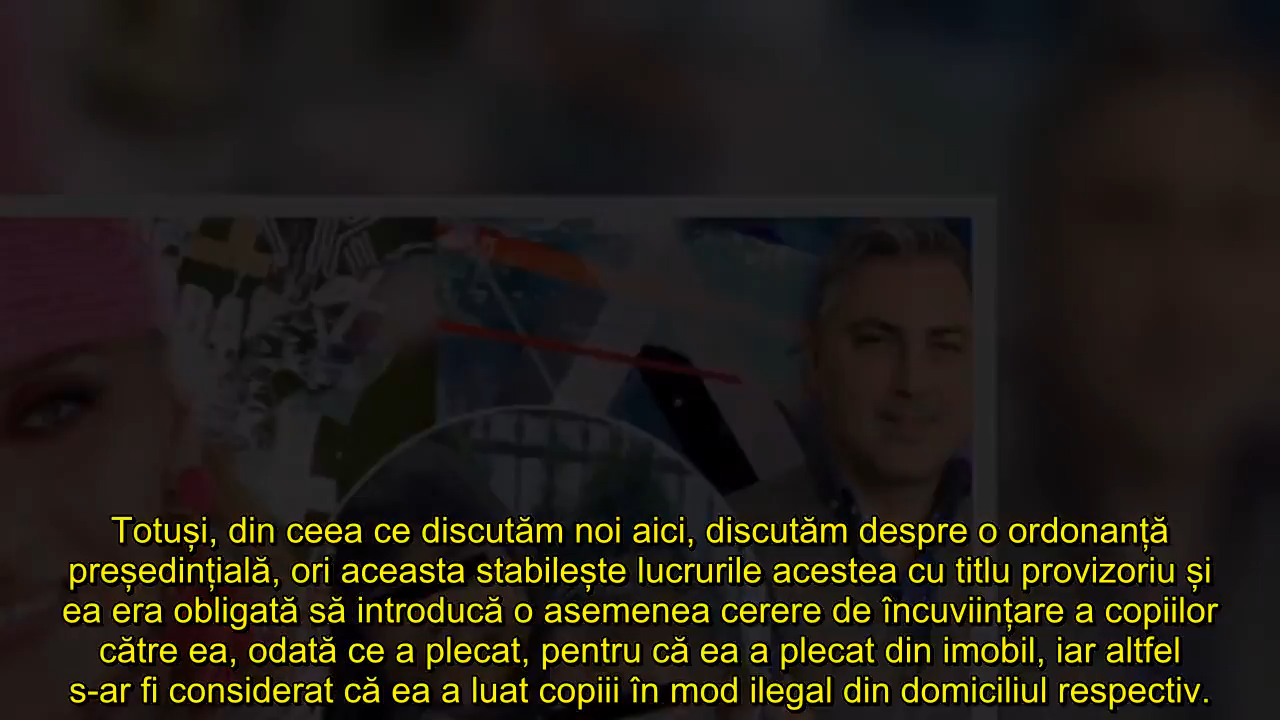 Totuși, din ceea ce discutăm noi aici, discutăm despre o ordonanță
președințială, ori aceasta stabilește lucrurile acestea cu titlu provizoriu și
ea era obligată să introducă o asemenea cerere de încuviințare a copiilor
către ea, odată ce a plecat, pentru că ea a plecat din imobil, iar altfel
s-ar fi considerat că ea a luat copiii în mod ilegal din domiciliul respectiv.